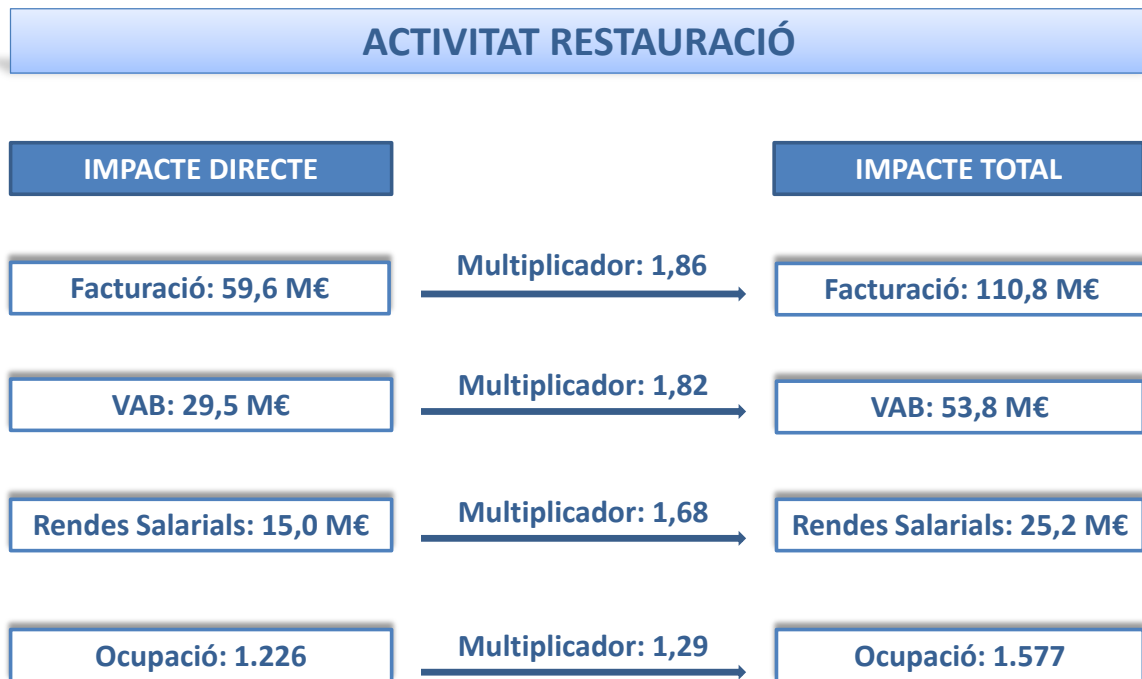 ACTIVITAT RESTAURACIÓ
IMPACTE DIRECTE
IMPACTE TOTAL
Facturació: 59,6 M€
Multiplicador: 1,86
Facturació: 110,8 M€
VAB: 29,5 M€
Multiplicador: 1,82
VAB: 53,8 M€
Rendes Salarials: 15,0 M€
Multiplicador: 1,68
Rendes Salarials: 25,2 M€
Ocupació: 1.226
Multiplicador: 1,29
Ocupació: 1.577